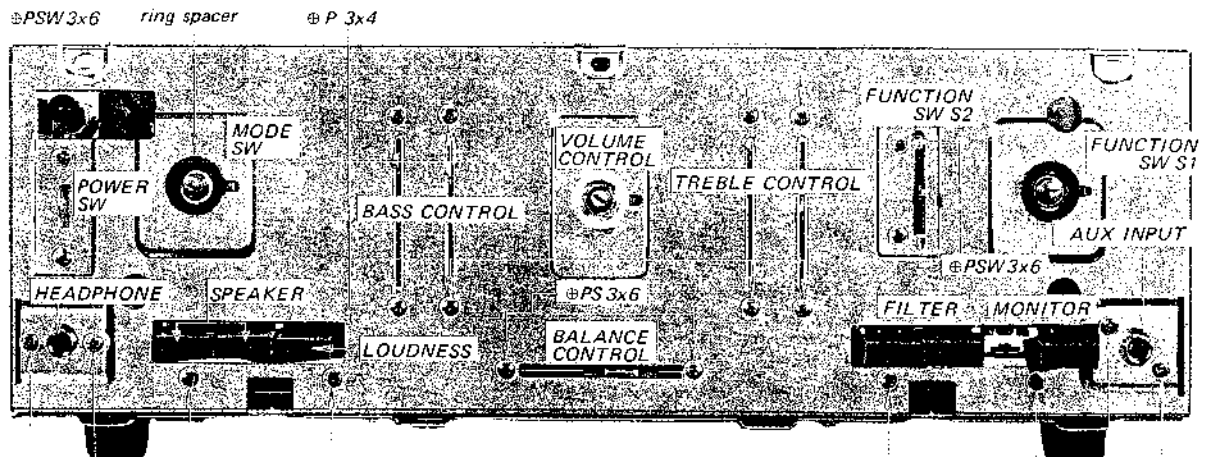 ⊕PSW 3x6
ring spacer
⊕ P 3x4
MODE
SW
POWER
SW
BASS CONTROL
VOLUME
CONTROL
TREBLE CONTROL
FUNCTION
SW S2
FUNCTION
SW S1
AUX INPUT
⊕PSW 3x6
⊕PS 3x6
HEADPHONE
SPEAKER
LOUDNESS
BALANCE
CONTROL
FILTER
MONITOR